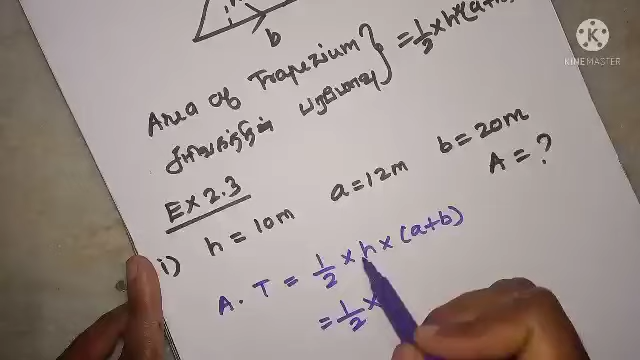 h
b
Area of Trapezium } = 1/2 × h × (a+b)
சரிவகத்தின் பரப்பளவு
EX 2.3
i) h = 10m a = 12m b = 20m A = ?
A. T = 1/2 × h × (a+b)
= 1/2 ×
KINEMASTER